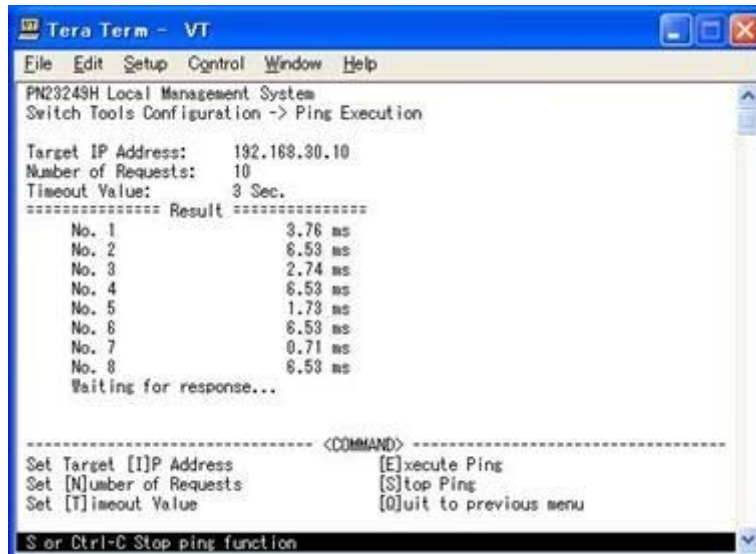 Tera Term - VT
File Edit Setup Control Window Help
PN23249H Local Management System
Switch Tools Configuration -> Ping Execution
Target IP Address: 192.168.30.10
Number of Requests: 10
Timeout Value: 3 Sec.
=============== Result ===============
No. 1 3.76 ms
No. 2 6.53 ms
No. 3 2.74 ms
No. 4 6.53 ms
No. 5 1.73 ms
No. 6 6.53 ms
No. 7 0.71 ms
No. 8 6.53 ms
Waiting for response...
-------------------------------- <COMMAND> -----------------------------------
Set Target [I]P Address [E]xecute Ping
Set [N]umber of Requests [S]top Ping
Set [T]imeout Value [Q]uit to previous menu
S or Ctrl-C Stop ping function